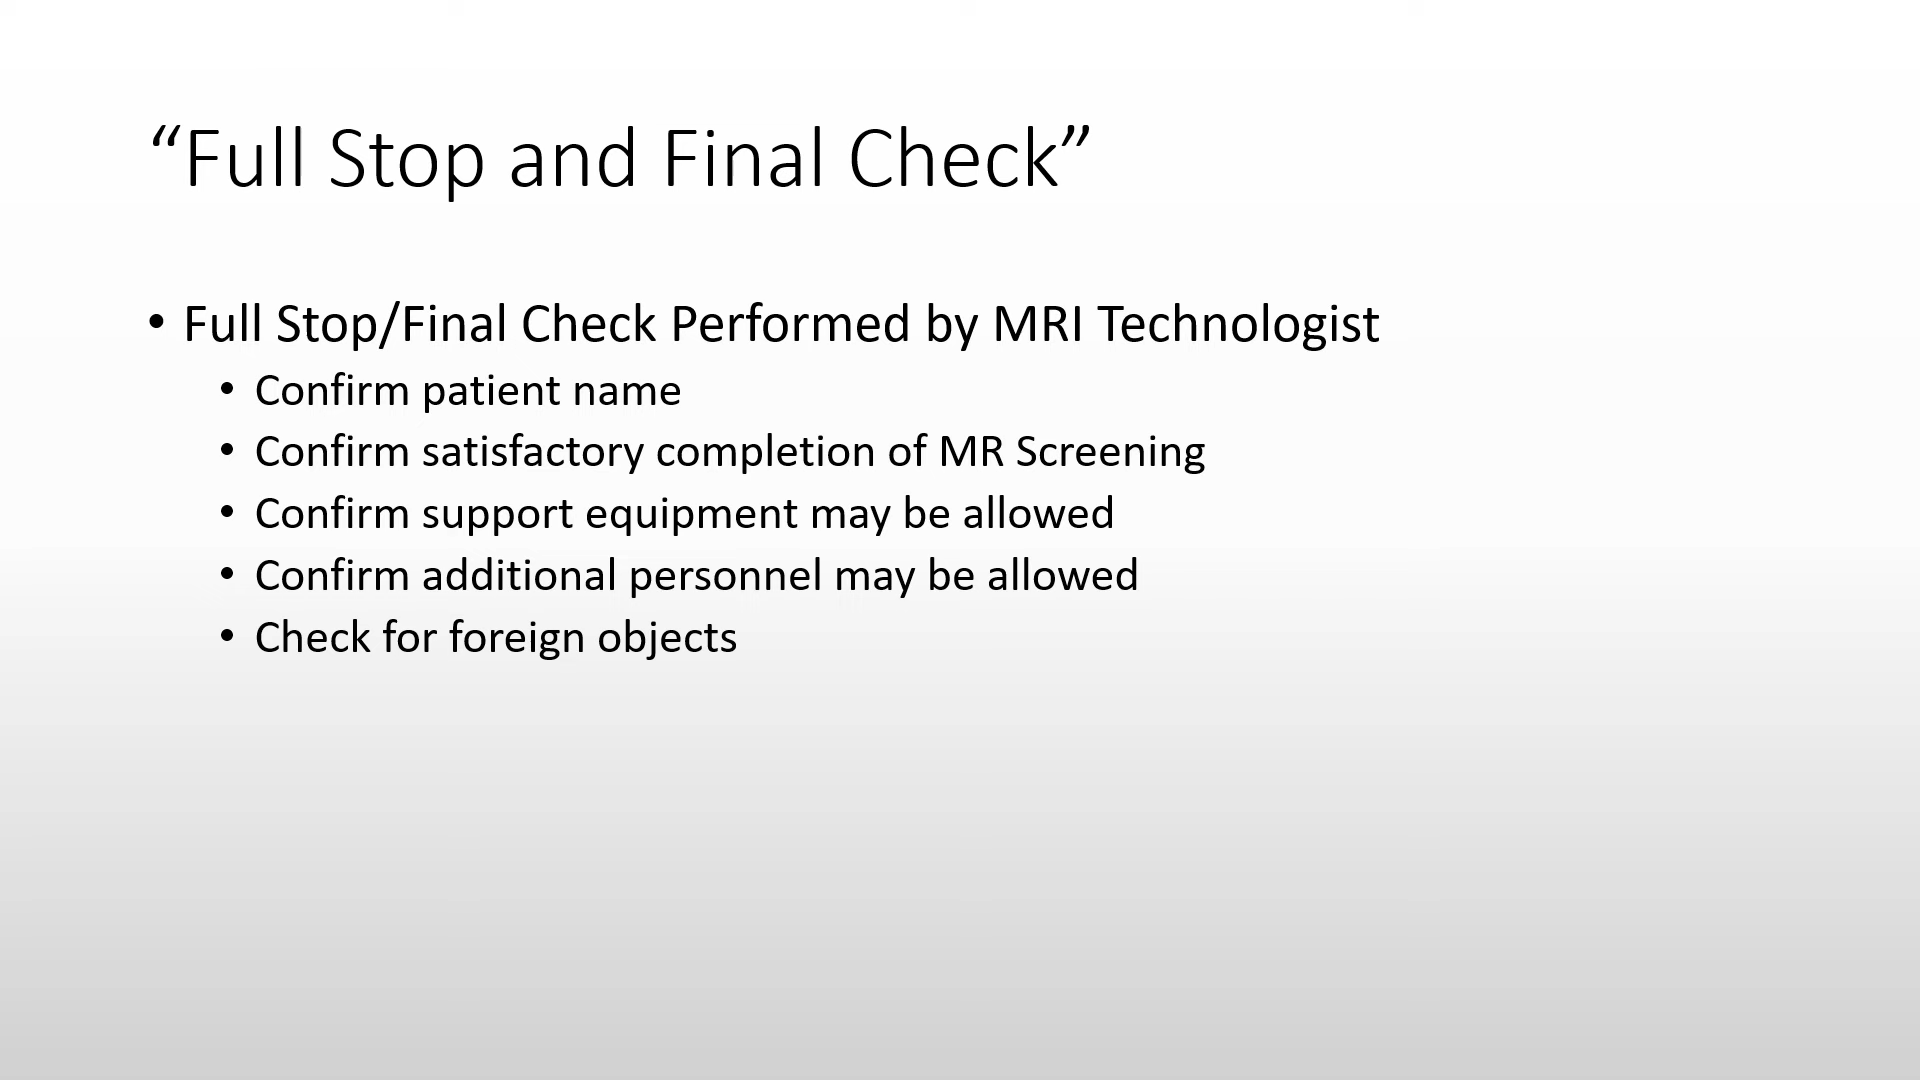 “Full Stop and Final Check”
• Full Stop/Final Check Performed by MRI Technologist
• Confirm patient name
• Confirm satisfactory completion of MR Screening
• Confirm support equipment may be allowed
• Confirm additional personnel may be allowed
• Check for foreign objects